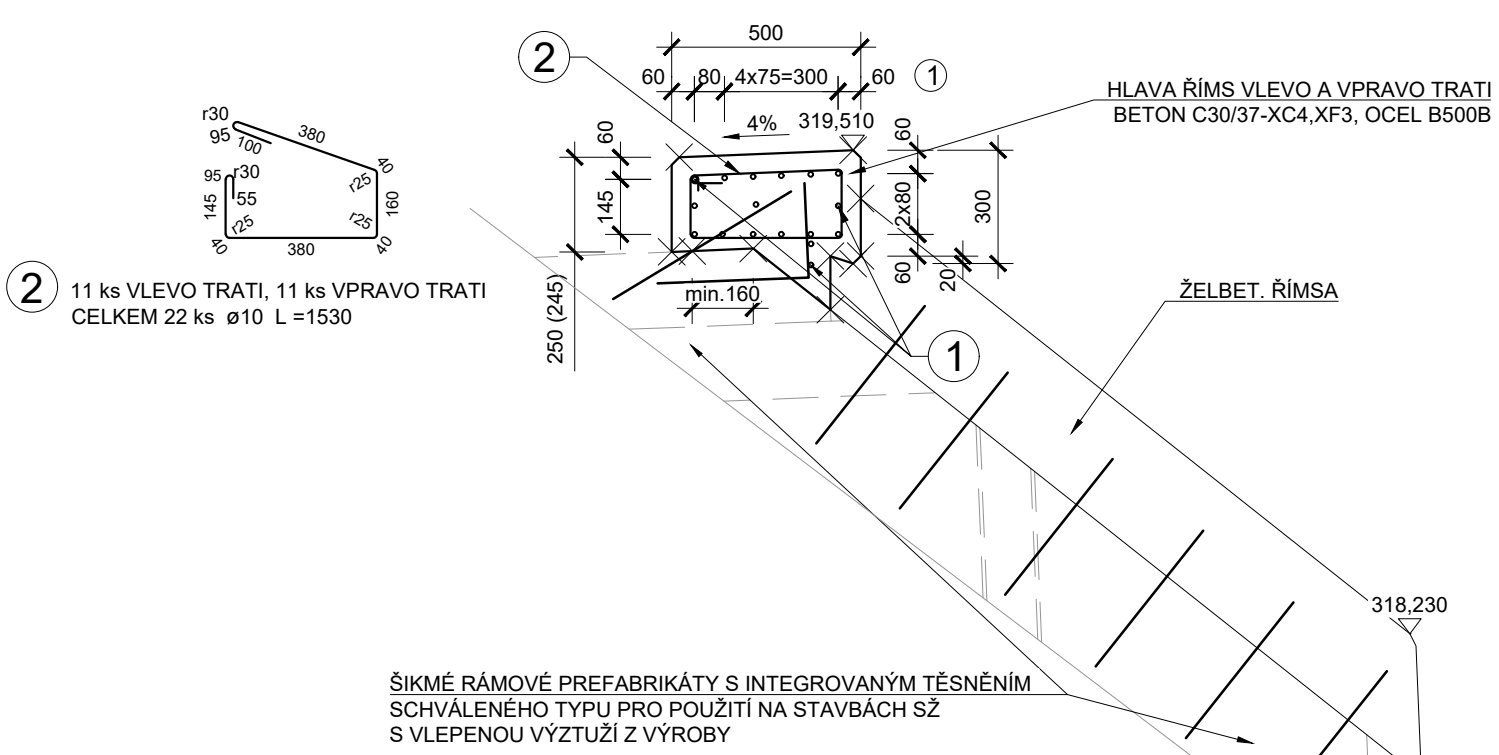 500
2
60 80 4x75=300 60 1
HLAVA ŘÍMS VLEVO A VPRAVO TRATI
BETON C30/37-XC4,XF3, OCEL B500B
4% 319,510
r30
95 100 380
40
r25
95 r30
55
145
r25
160
r25
40
380
40
60
145
250 (245)
60
2x80
60
300
20
min.160
2 11 ks VLEVO TRATI, 11 ks VPRAVO TRATI
CELKEM 22 ks ø10 L =1530
1
ŽELBET. ŘÍMSA
318,230
ŠIKMÉ RÁMOVÉ PREFABRIKÁTY S INTEGROVANÝM TĚSNĚNÍM
SCHVÁLENÉHO TYPU PRO POUŽITÍ NA STAVBÁCH SŽ
S VLEPENOU VÝZTUŽÍ Z VÝROBY